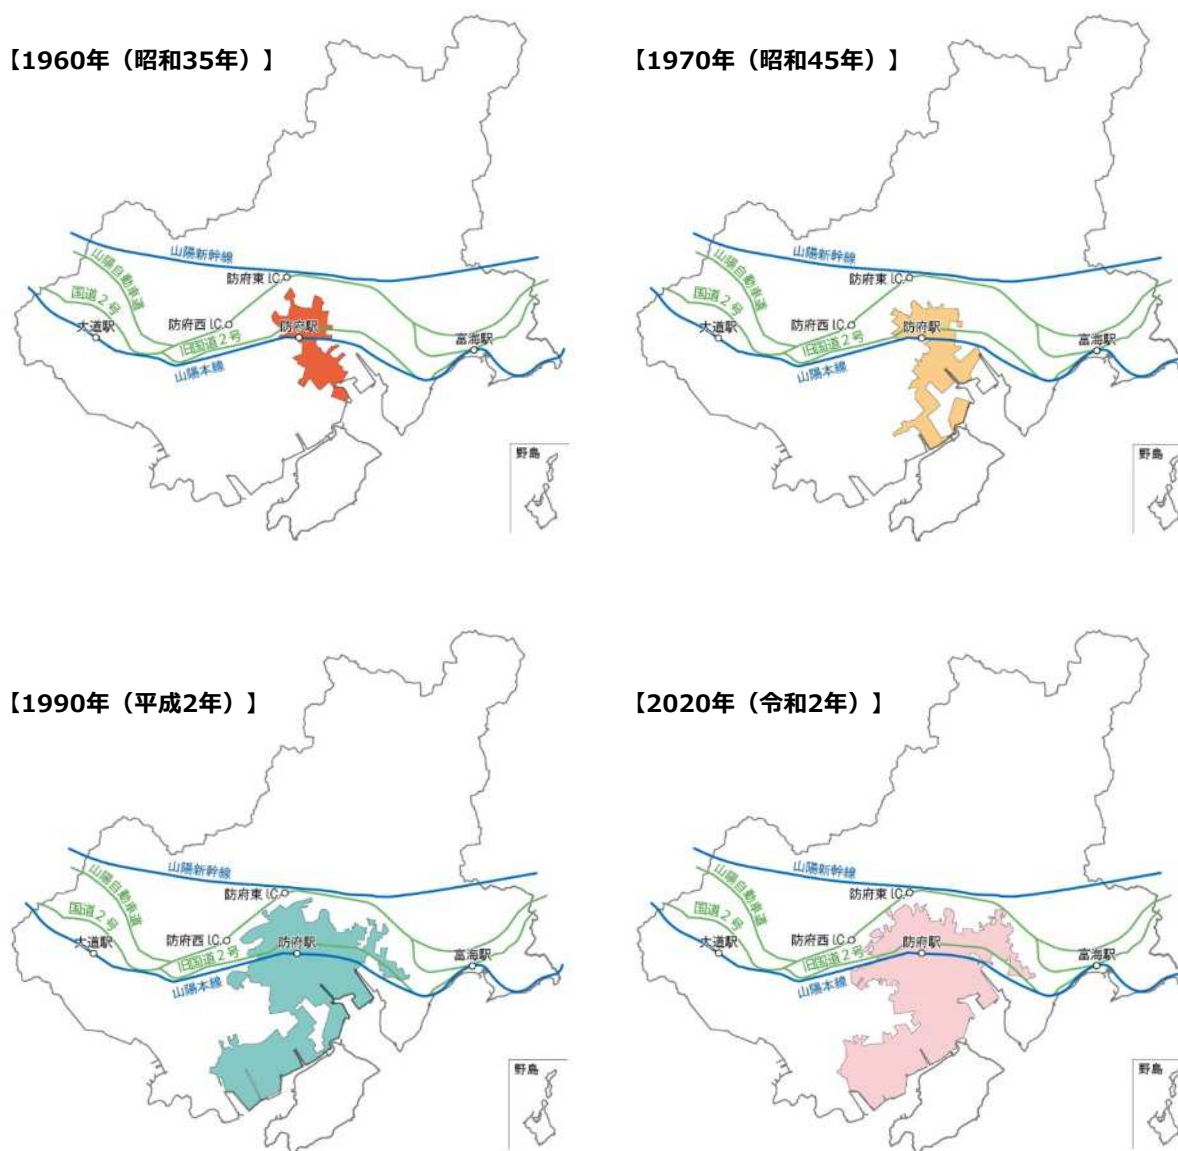 【1960年（昭和35年）】
山陽新幹線
山陽自動車道
防府東I.C.
国道2号
大道駅
防府西I.C.
旧国道2号
防府駅
富海駅
山陽本線
野島
【1970年（昭和45年）】
山陽新幹線
山陽自動車道
防府東I.C.
国道2号
大道駅
防府西I.C.
旧国道2号
防府駅
富海駅
山陽本線
野島
【1990年（平成2年）】
山陽新幹線
山陽自動車道
防府東I.C.
国道2号
大道駅
防府西I.C.
旧国道2号
防府駅
富海駅
山陽本線
野島
【2020年（令和2年）】
山陽新幹線
山陽自動車道
防府東I.C.
国道2号
大道駅
防府西I.C.
旧国道2号
防府駅
富海駅
山陽本線
野島